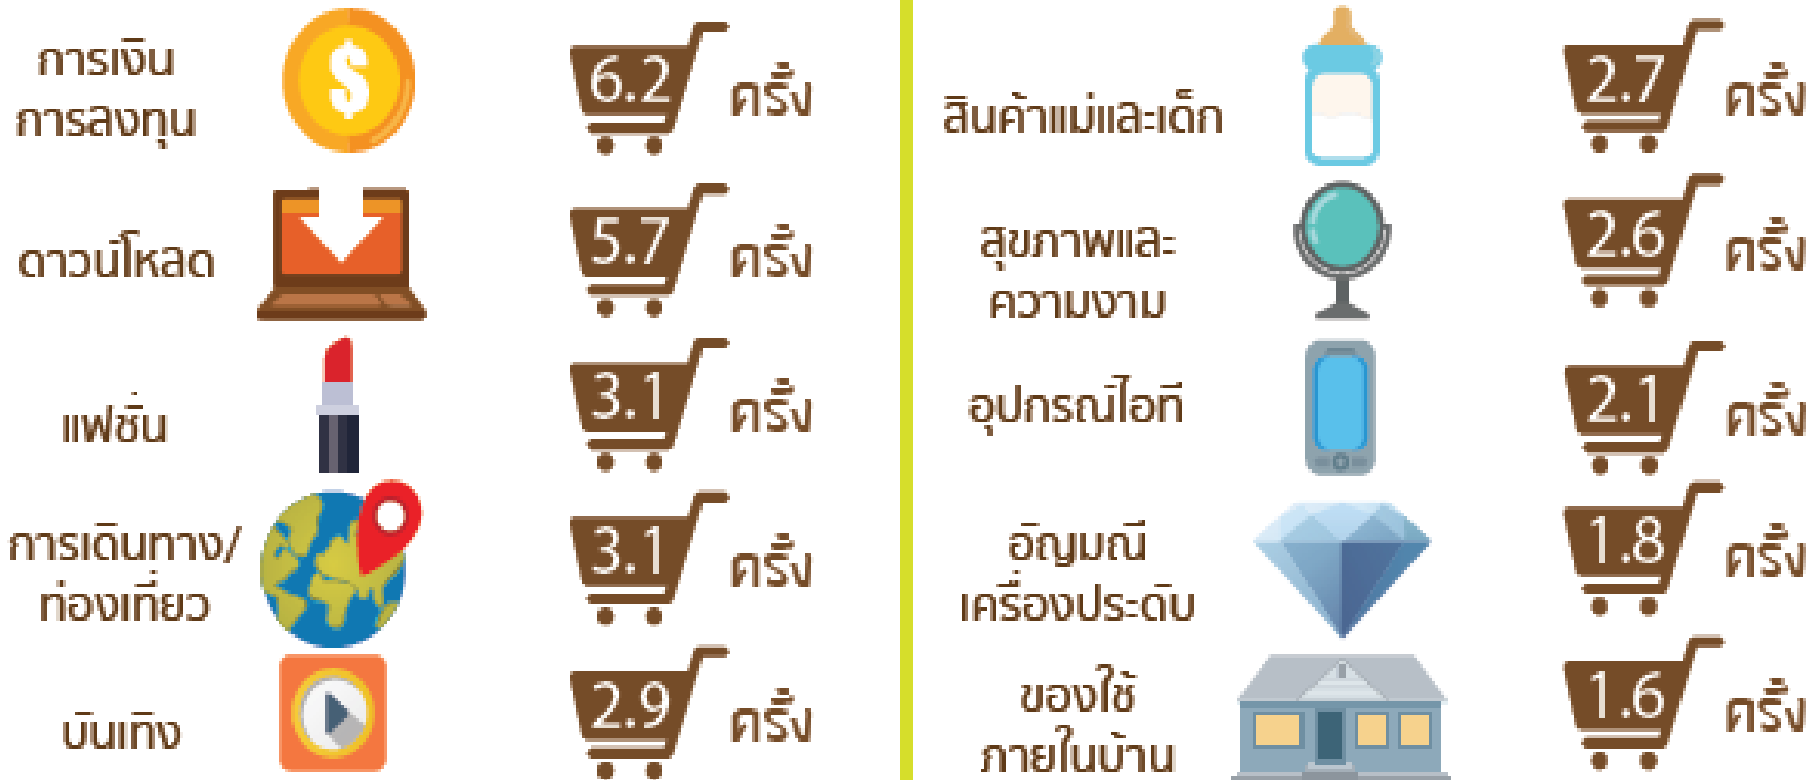 การเงิน
การลงทุน
$
6.2
ครั้ง
ดาวน์โหลด
5.7
ครั้ง
แฟชั่น
3.1
ครั้ง
การเดินทาง/
ท่องเที่ยว
3.1
ครั้ง
บันเทิง
2.9
ครั้ง
สินค้าแม่และเด็ก
2.7
ครั้ง
สุขภาพและ
ความงาม
2.6
ครั้ง
อุปกรณ์ไอที
2.1
ครั้ง
อัญมณี
เครื่องประดับ
1.8
ครั้ง
ของใช้
ภายในบ้าน
1.6
ครั้ง